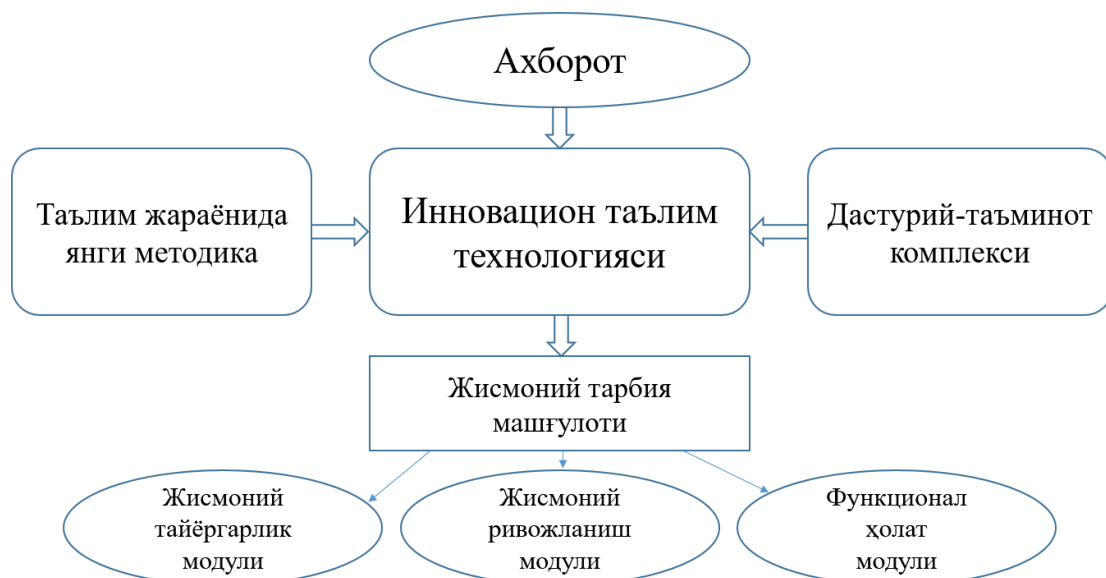 Ахборот
Таълим жараёнида
янги методика
Инновацион таълим
технологияси
Дастурий-таъминот
комплекси
Жисмоний тарбия
машғулоти
Жисмоний
тайёргарлик
модули
Жисмоний
ривожланиш
модули
Функционал
ҳолат
модули